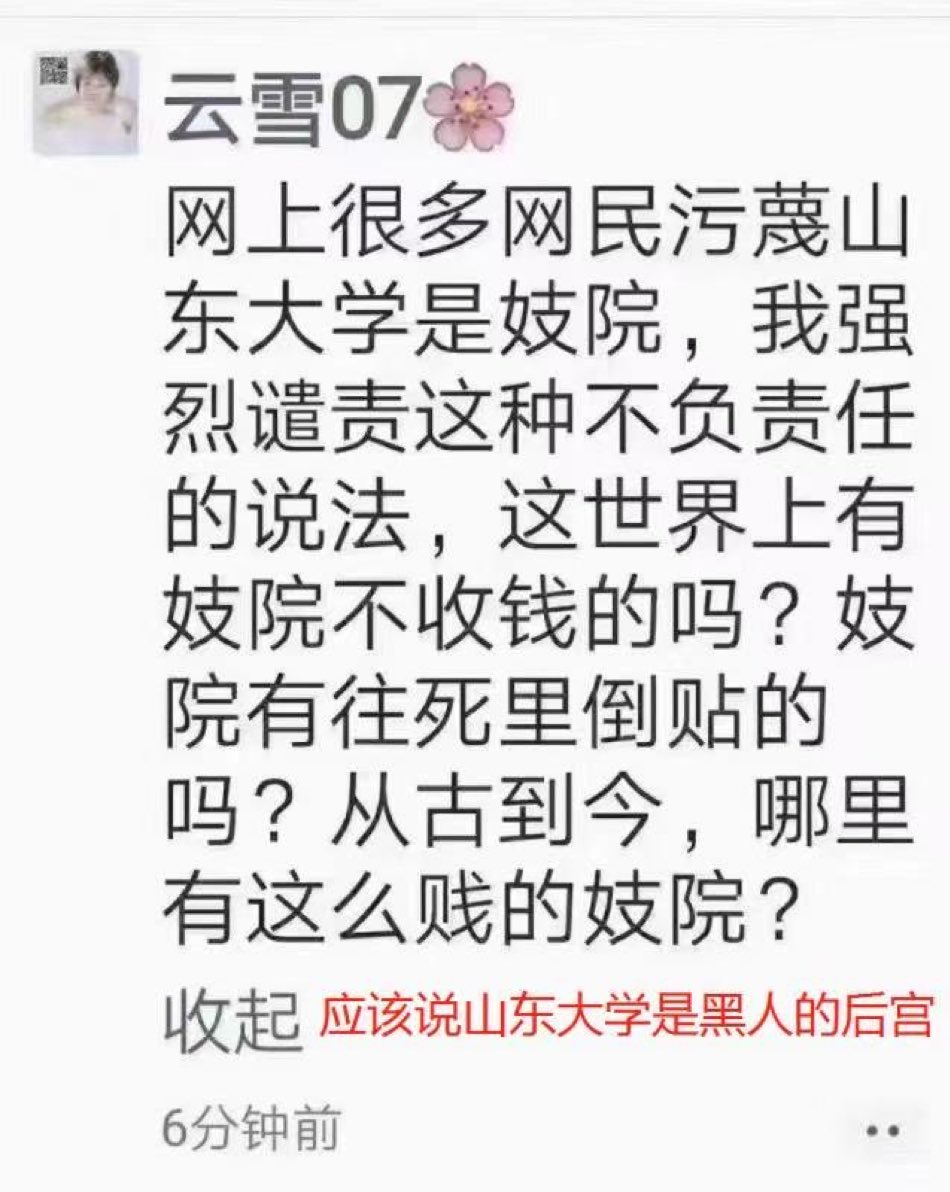 云雪07🌸
网上很多网民污蔑山
东大学是妓院，我强
烈谴责这种不负责任
的说法，这世界上有
妓院不收钱的吗？妓
院有往死里倒贴的
吗？从古到今，哪里
有这么贱的妓院？
收起 应该说山东大学是黑人的后宫
6分钟前